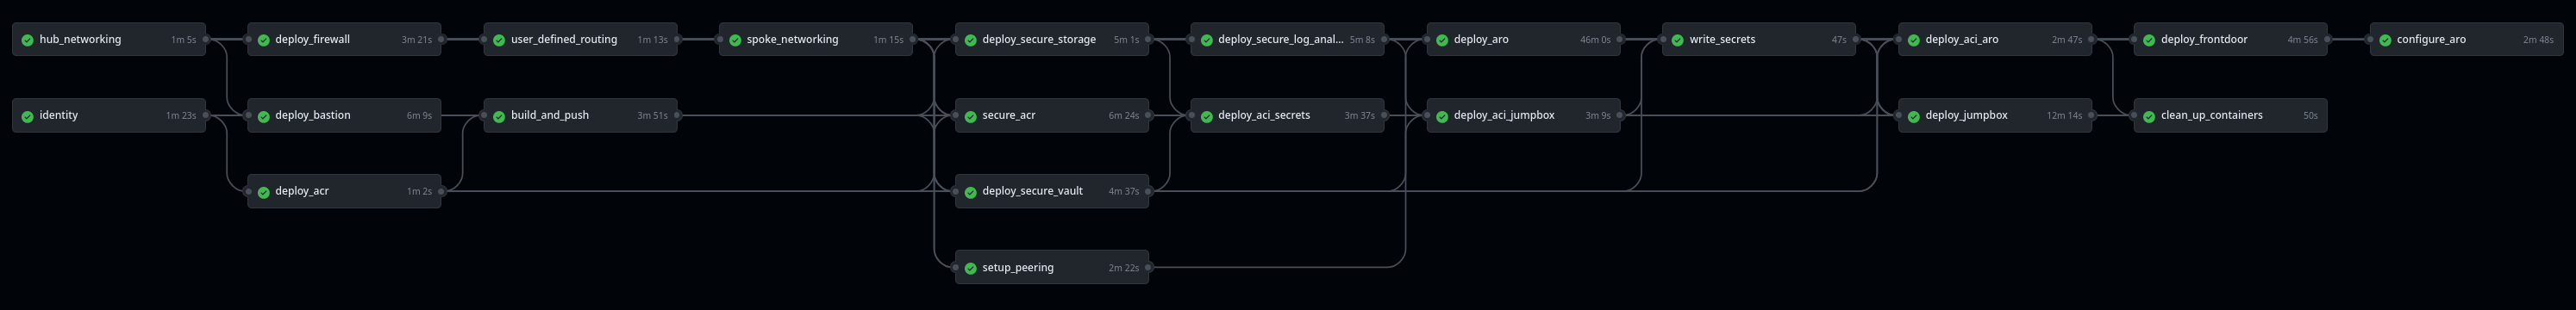 hub_networking 1m 5s
deploy_firewall 3m 21s
user_defined_routing 1m 13s
spoke_networking 1m 15s
deploy_secure_storage 5m 1s
deploy_secure_log_anal... 5m 8s
deploy_aro 46m 0s
write_secrets 47s
deploy_aci_aro 2m 47s
deploy_frontdoor 4m 56s
configure_aro 2m 48s
identity 1m 23s
deploy_bastion 6m 9s
build_and_push 3m 51s
secure_acr 6m 24s
deploy_aci_secrets 3m 37s
deploy_aci_jumpbox 3m 9s
deploy_jumpbox 12m 14s
clean_up_containers 50s
deploy_acr 1m 2s
deploy_secure_vault 4m 37s
setup_peering 2m 22s